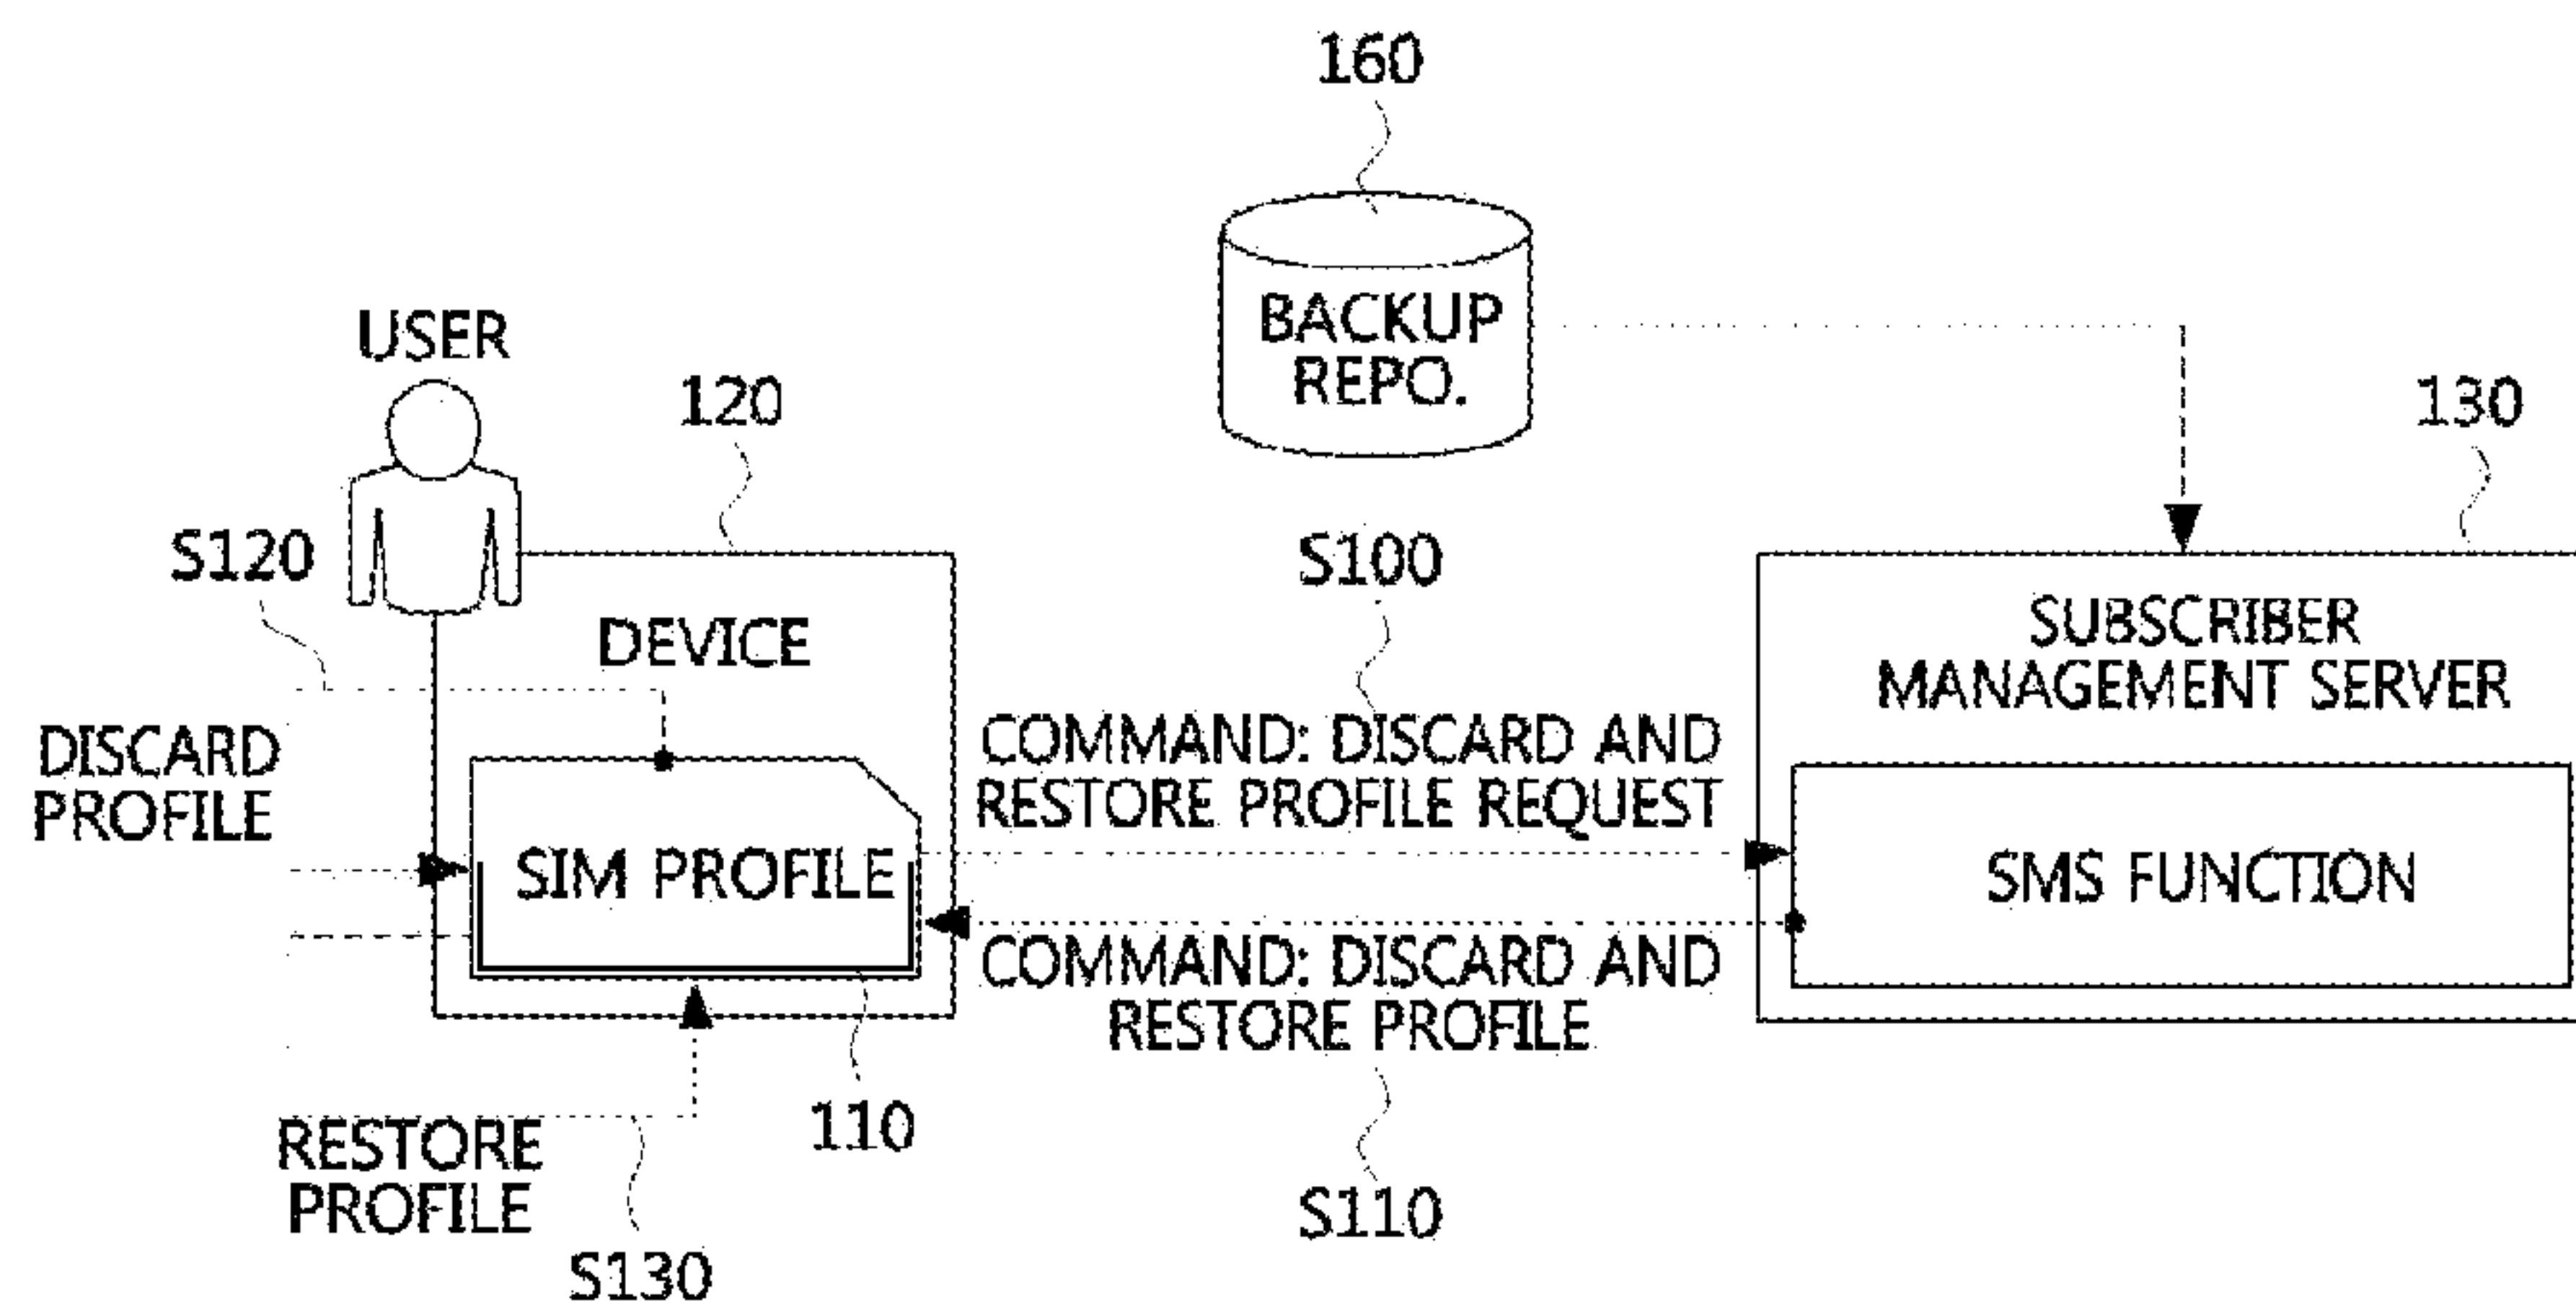 160
BACKUP
REPO.
USER
120
130
S120
S100
DEVICE
SUBSCRIBER
MANAGEMENT SERVER
DISCARD
PROFILE
COMMAND: DISCARD AND
RESTORE PROFILE REQUEST
SIM PROFILE
SMS FUNCTION
COMMAND: DISCARD AND
RESTORE PROFILE
110
RESTORE
PROFILE
S110
S130